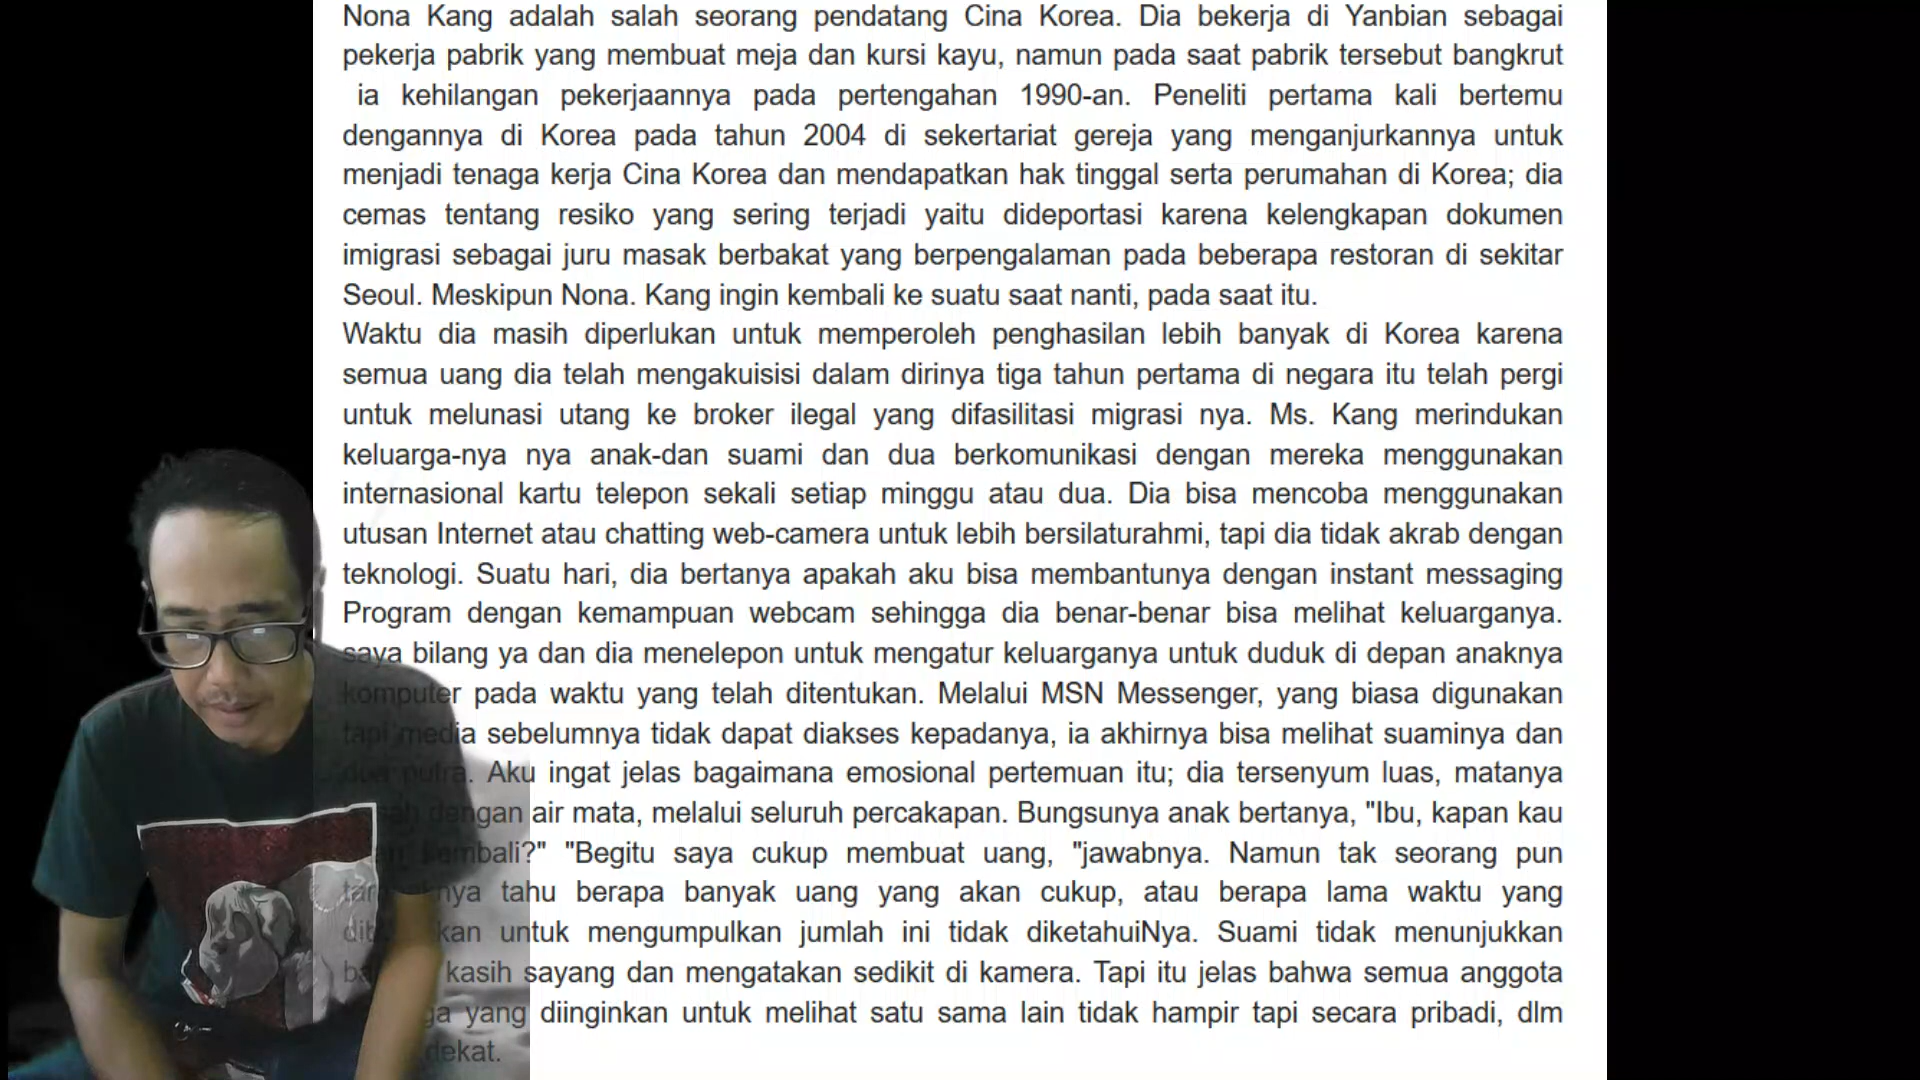 Nona Kang adalah salah seorang pendatang Cina Korea. Dia bekerja di Yanbian sebagai
pekerja pabrik yang membuat meja dan kursi kayu, namun pada saat pabrik tersebut bangkrut
ia kehilangan pekerjaannya pada pertengahan 1990-an. Peneliti pertama kali bertemu
dengannya di Korea pada tahun 2004 di sekertariat gereja yang menganjurkannya untuk
menjadi tenaga kerja Cina Korea dan mendapatkan hak tinggal serta perumahan di Korea; dia
cemas tentang resiko yang sering terjadi yaitu dideportasi karena kelengkapan dokumen
imigrasi sebagai juru masak berbakat yang berpengalaman pada beberapa restoran di sekitar
Seoul. Meskipun Nona. Kang ingin kembali ke suatu saat nanti, pada saat itu.
Waktu dia masih diperlukan untuk memperoleh penghasilan lebih banyak di Korea karena
semua uang dia telah mengakuisisi dalam dirinya tiga tahun pertama di negara itu telah pergi
untuk melunasi utang ke broker ilegal yang difasilitasi migrasi nya. Ms. Kang merindukan
keluarga-nya nya anak-dan suami dan dua berkomunikasi dengan mereka menggunakan
internasional kartu telepon sekali setiap minggu atau dua. Dia bisa mencoba menggunakan
utusan Internet atau chatting web-camera untuk lebih bersilaturahmi, tapi dia tidak akrab dengan
teknologi. Suatu hari, dia bertanya apakah aku bisa membantunya dengan instant messaging
Program dengan kemampuan webcam sehingga dia benar-benar bisa melihat keluarganya.
saya bilang ya dan dia menelepon untuk mengatur keluarganya untuk duduk di depan anaknya
komputer pada waktu yang telah ditentukan. Melalui MSN Messenger, yang biasa digunakan
tapi media sebelumnya tidak dapat diakses kepadanya, ia akhirnya bisa melihat suaminya dan
dua putra. Aku ingat jelas bagaimana emosional pertemuan itu; dia tersenyum luas, matanya
dengan air mata, melalui seluruh percakapan. Bungsunya anak bertanya, "Ibu, kapan kau
kembali?" "Begitu saya cukup membuat uang, "jawabnya. Namun tak seorang pun
tahu berapa banyak uang yang akan cukup, atau berapa lama waktu yang
untuk mengumpulkan jumlah ini tidak diketahuiNya. Suami tidak menunjukkan
kasih sayang dan mengatakan sedikit di kamera. Tapi itu jelas bahwa semua anggota
yang diinginkan untuk melihat satu sama lain tidak hampir tapi secara pribadi, dlm
dekat.